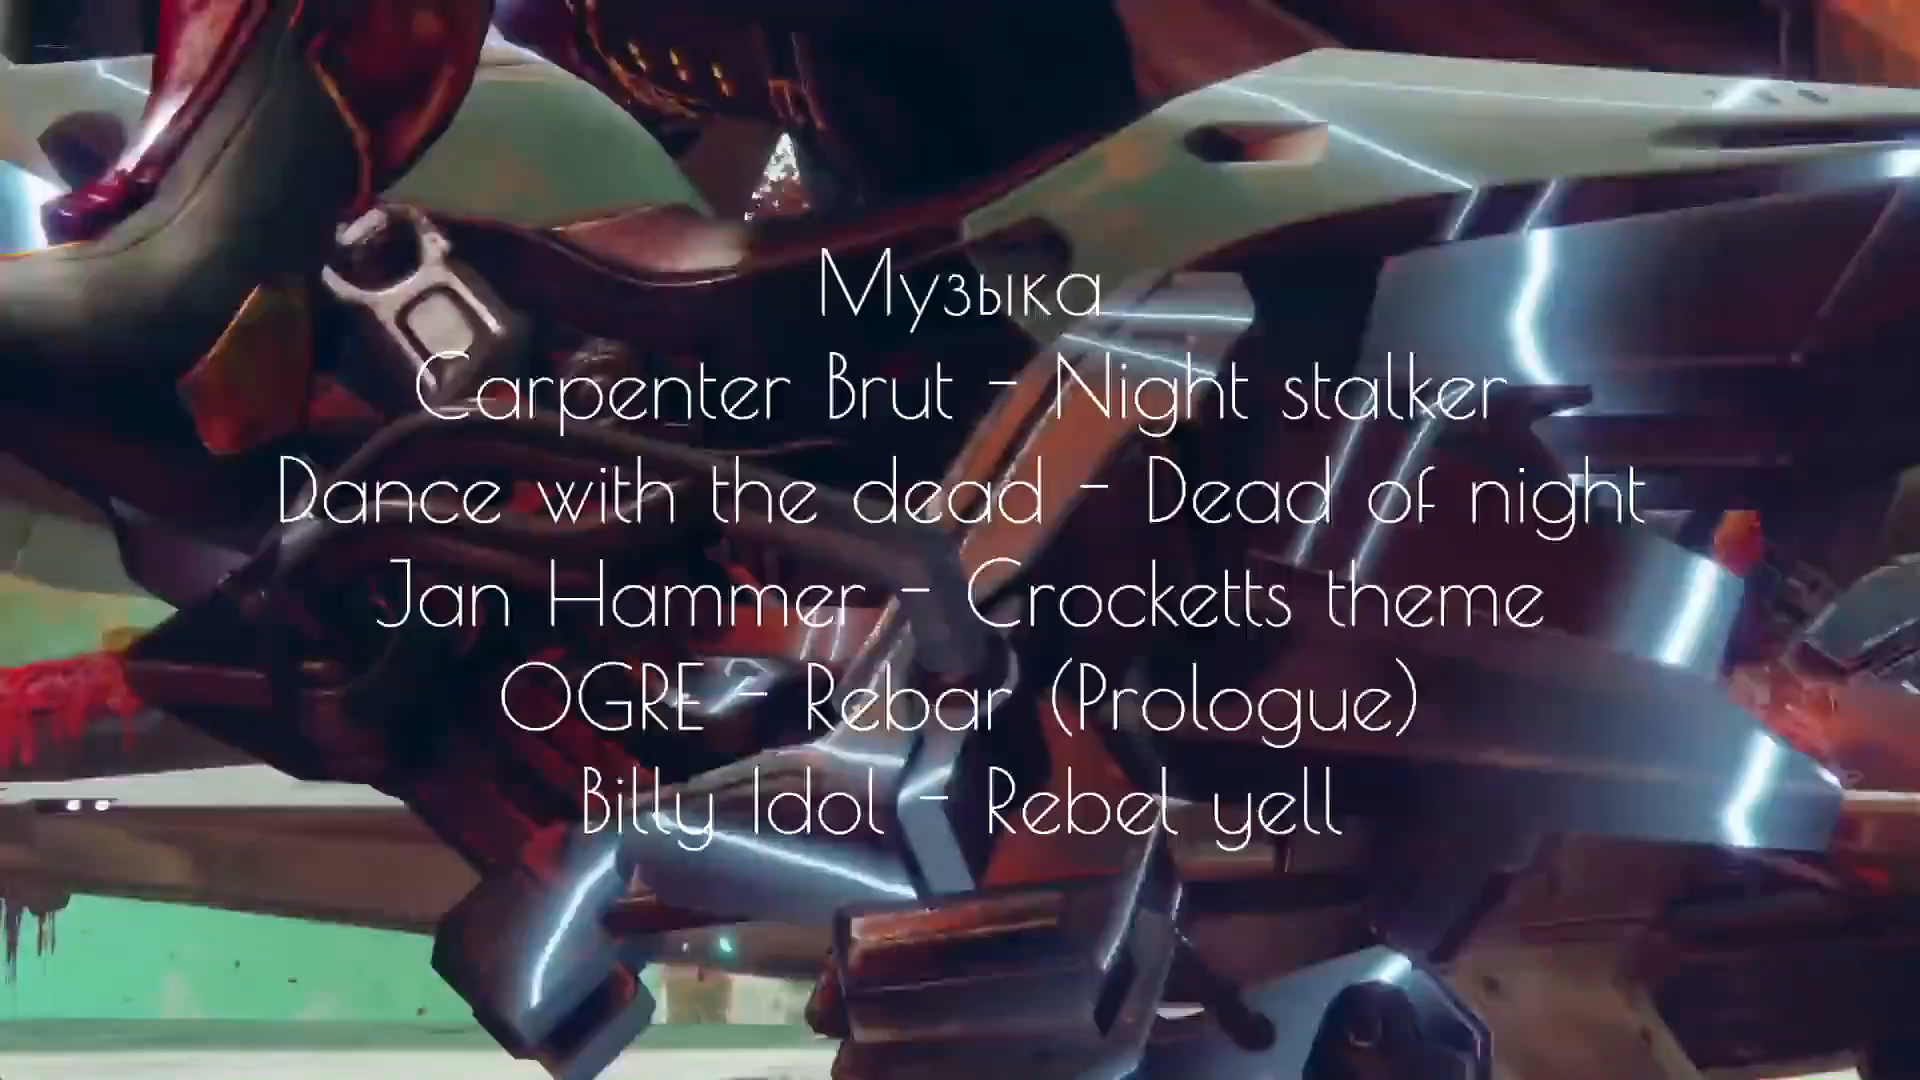 Музыка
Carpenter Brut - Night stalker
Dance with the dead - Dead of night
Jan Hammer - Crocketts theme
OGRE - Rebar (Prologue)
Billy Idol - Rebel yell